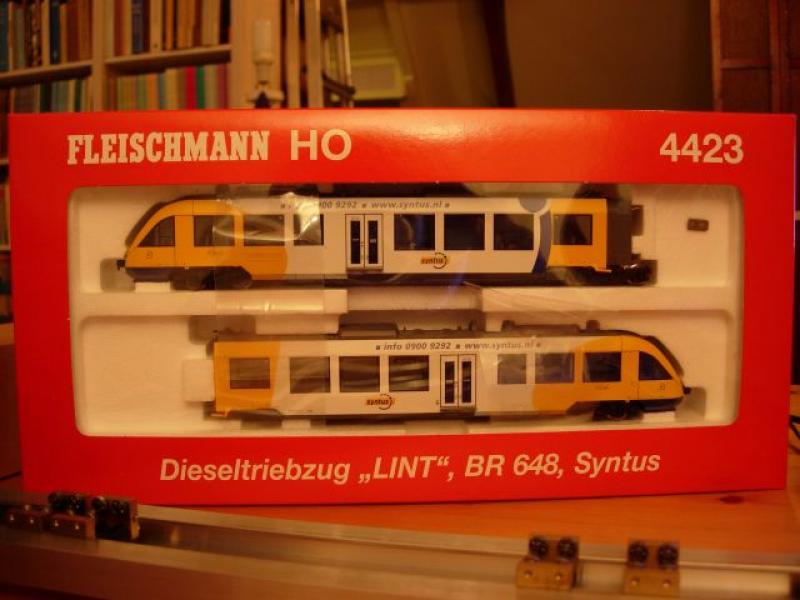 FLEISCHMANN HO
4423
0900 9292 ▪ www.syntus.nl
syntus
▪ info 0900 9292 ▪ www.syntus.nl
syntus
Dieseltriebzug „LINT“, BR 648, Syntus